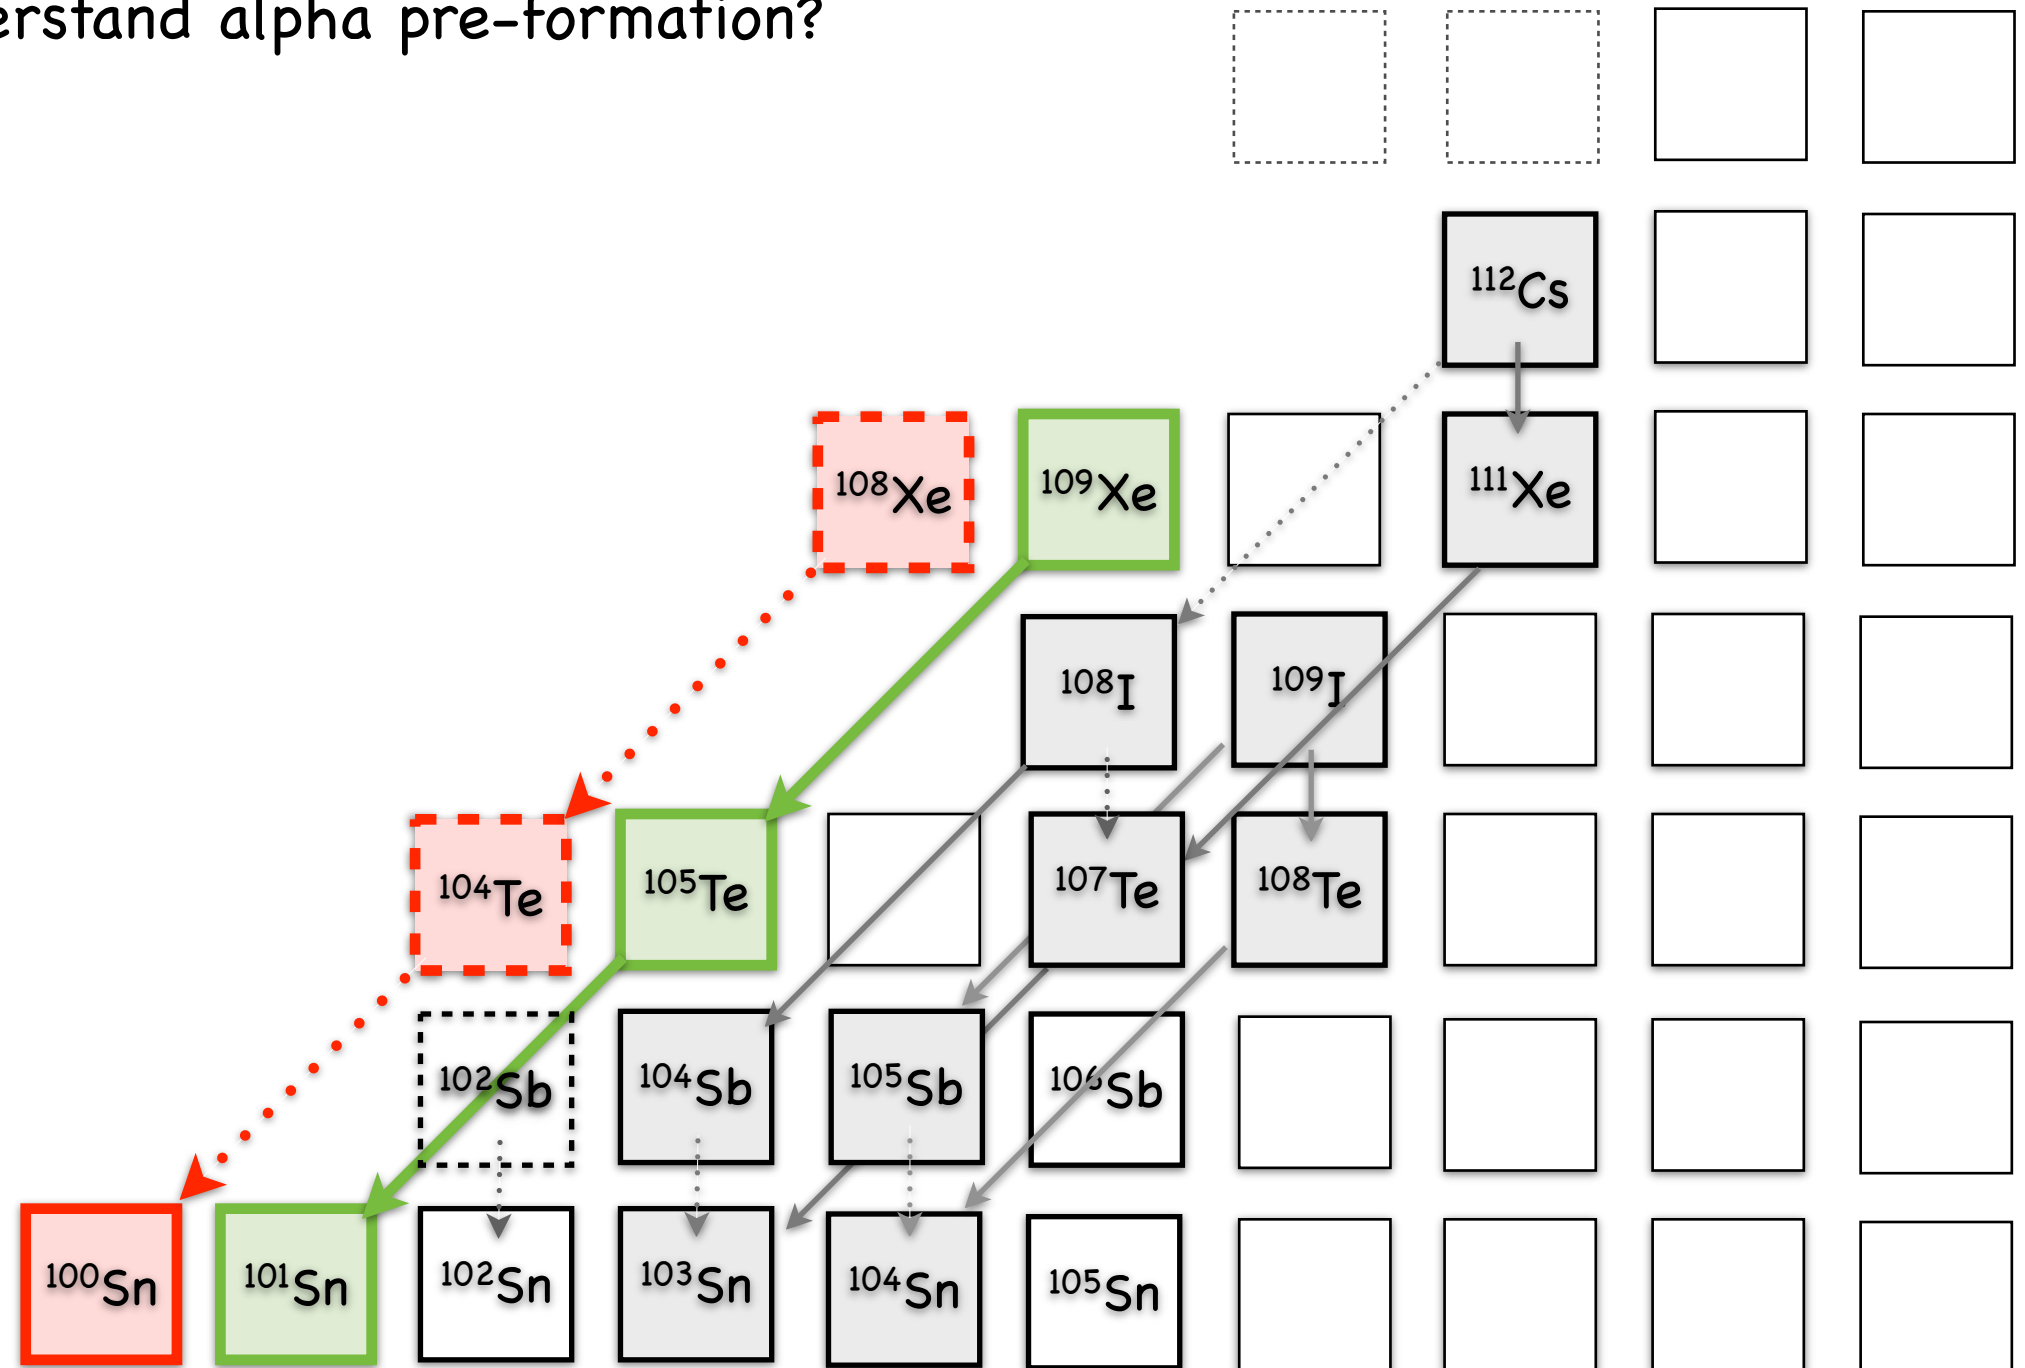 erstand alpha pre-formation?
112Cs
108Xe 109Xe 111Xe
108I 109I
104Te 105Te 107Te 108Te
102Sb 104Sb 105Sb 106Sb
100Sn 101Sn 102Sn 103Sn 104Sn 105Sn